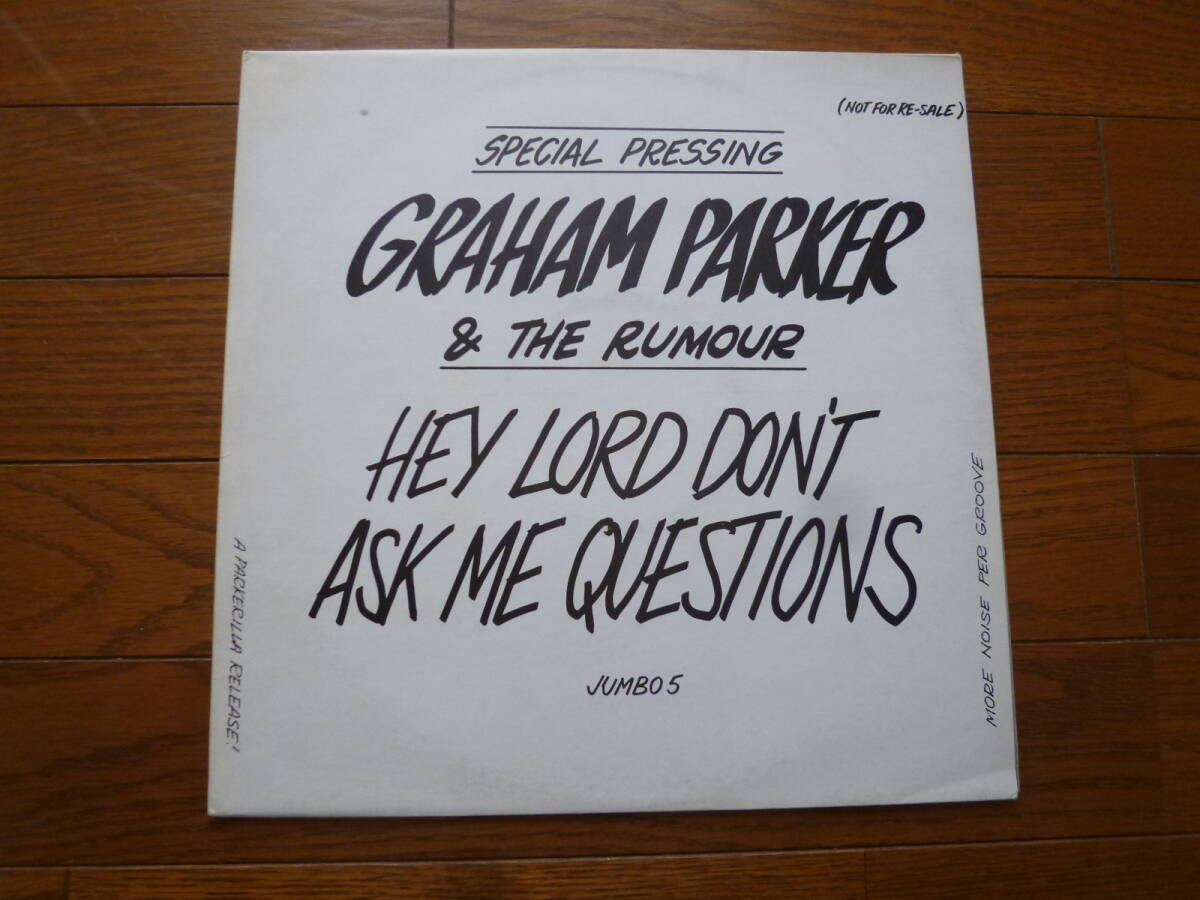 (NOT FOR RE-SALE)
SPECIAL PRESSING
GRAHAM PARKER
& THE RUMOUR
HEY LORD DON'T
ASK ME QUESTIONS
JUMBO 5
A PARKERILLA RELEASE!
MORE NOISE PER GROOVE